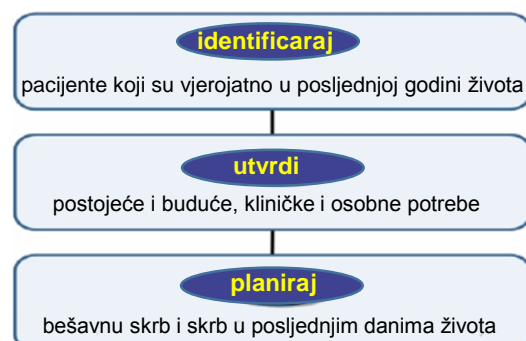 identificaraj
pacijente koji su vjerojatno u posljednjoj godini života
utvrdi
postojeće i buduće, kliničke i osobne potrebe
planiraj
bešavnu skrb i skrb u posljednjim danima života